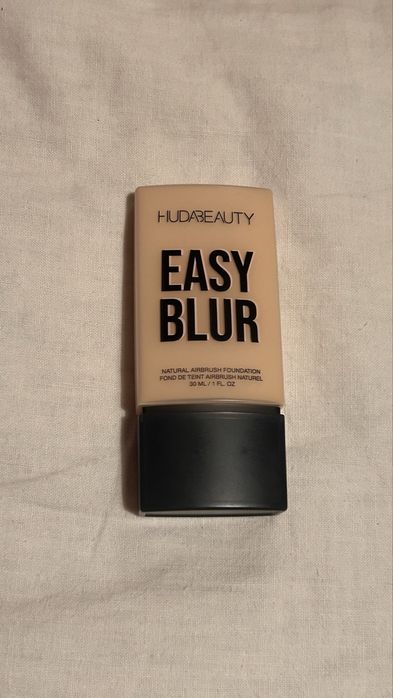 HUDABEAUTY
EASY
BLUR
NATURAL AIRBRUSH FOUNDATION
FOND DE TEINT AIRBRUSH NATUREL
30 ML / 1 FL. OZ